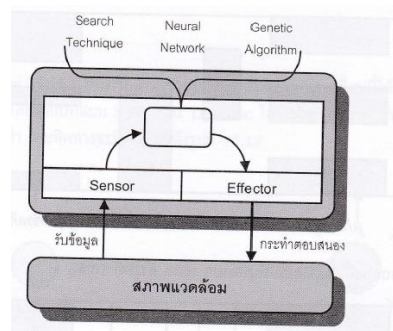 Search
Technique
Neural
Network
Genetic
Algorithm
Sensor
Effector
รับข้อมูล
กระทำตอบสนอง
สภาพแวดล้อม